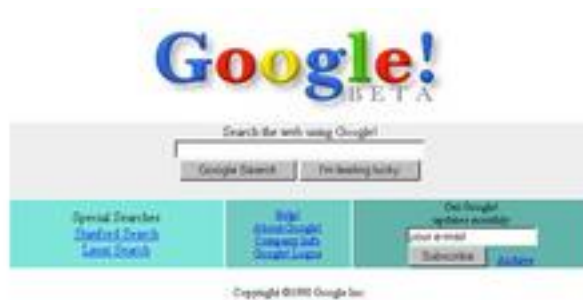 Google!
BETA
Search the web using Google!
Google Search I'm feeling lucky
Special Searches
Stanford Search
Linux Search
Help!
About Google!
Company Info
Google! Logos
Get Google!
updates monthly
your e-mail
Subscribe Archive
Copyright ©1998 Google Inc.